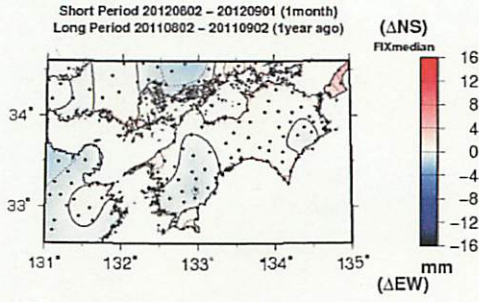 Short Period 20120802 – 20120901 (1month)
Long Period 20110802 – 20110902 (1year ago)
(ΔNS)
FIXmedian
16
12
8
4
0
−4
−8
−12
−16
mm
(ΔEW)
34°
33°
131° 132° 133° 134° 135°